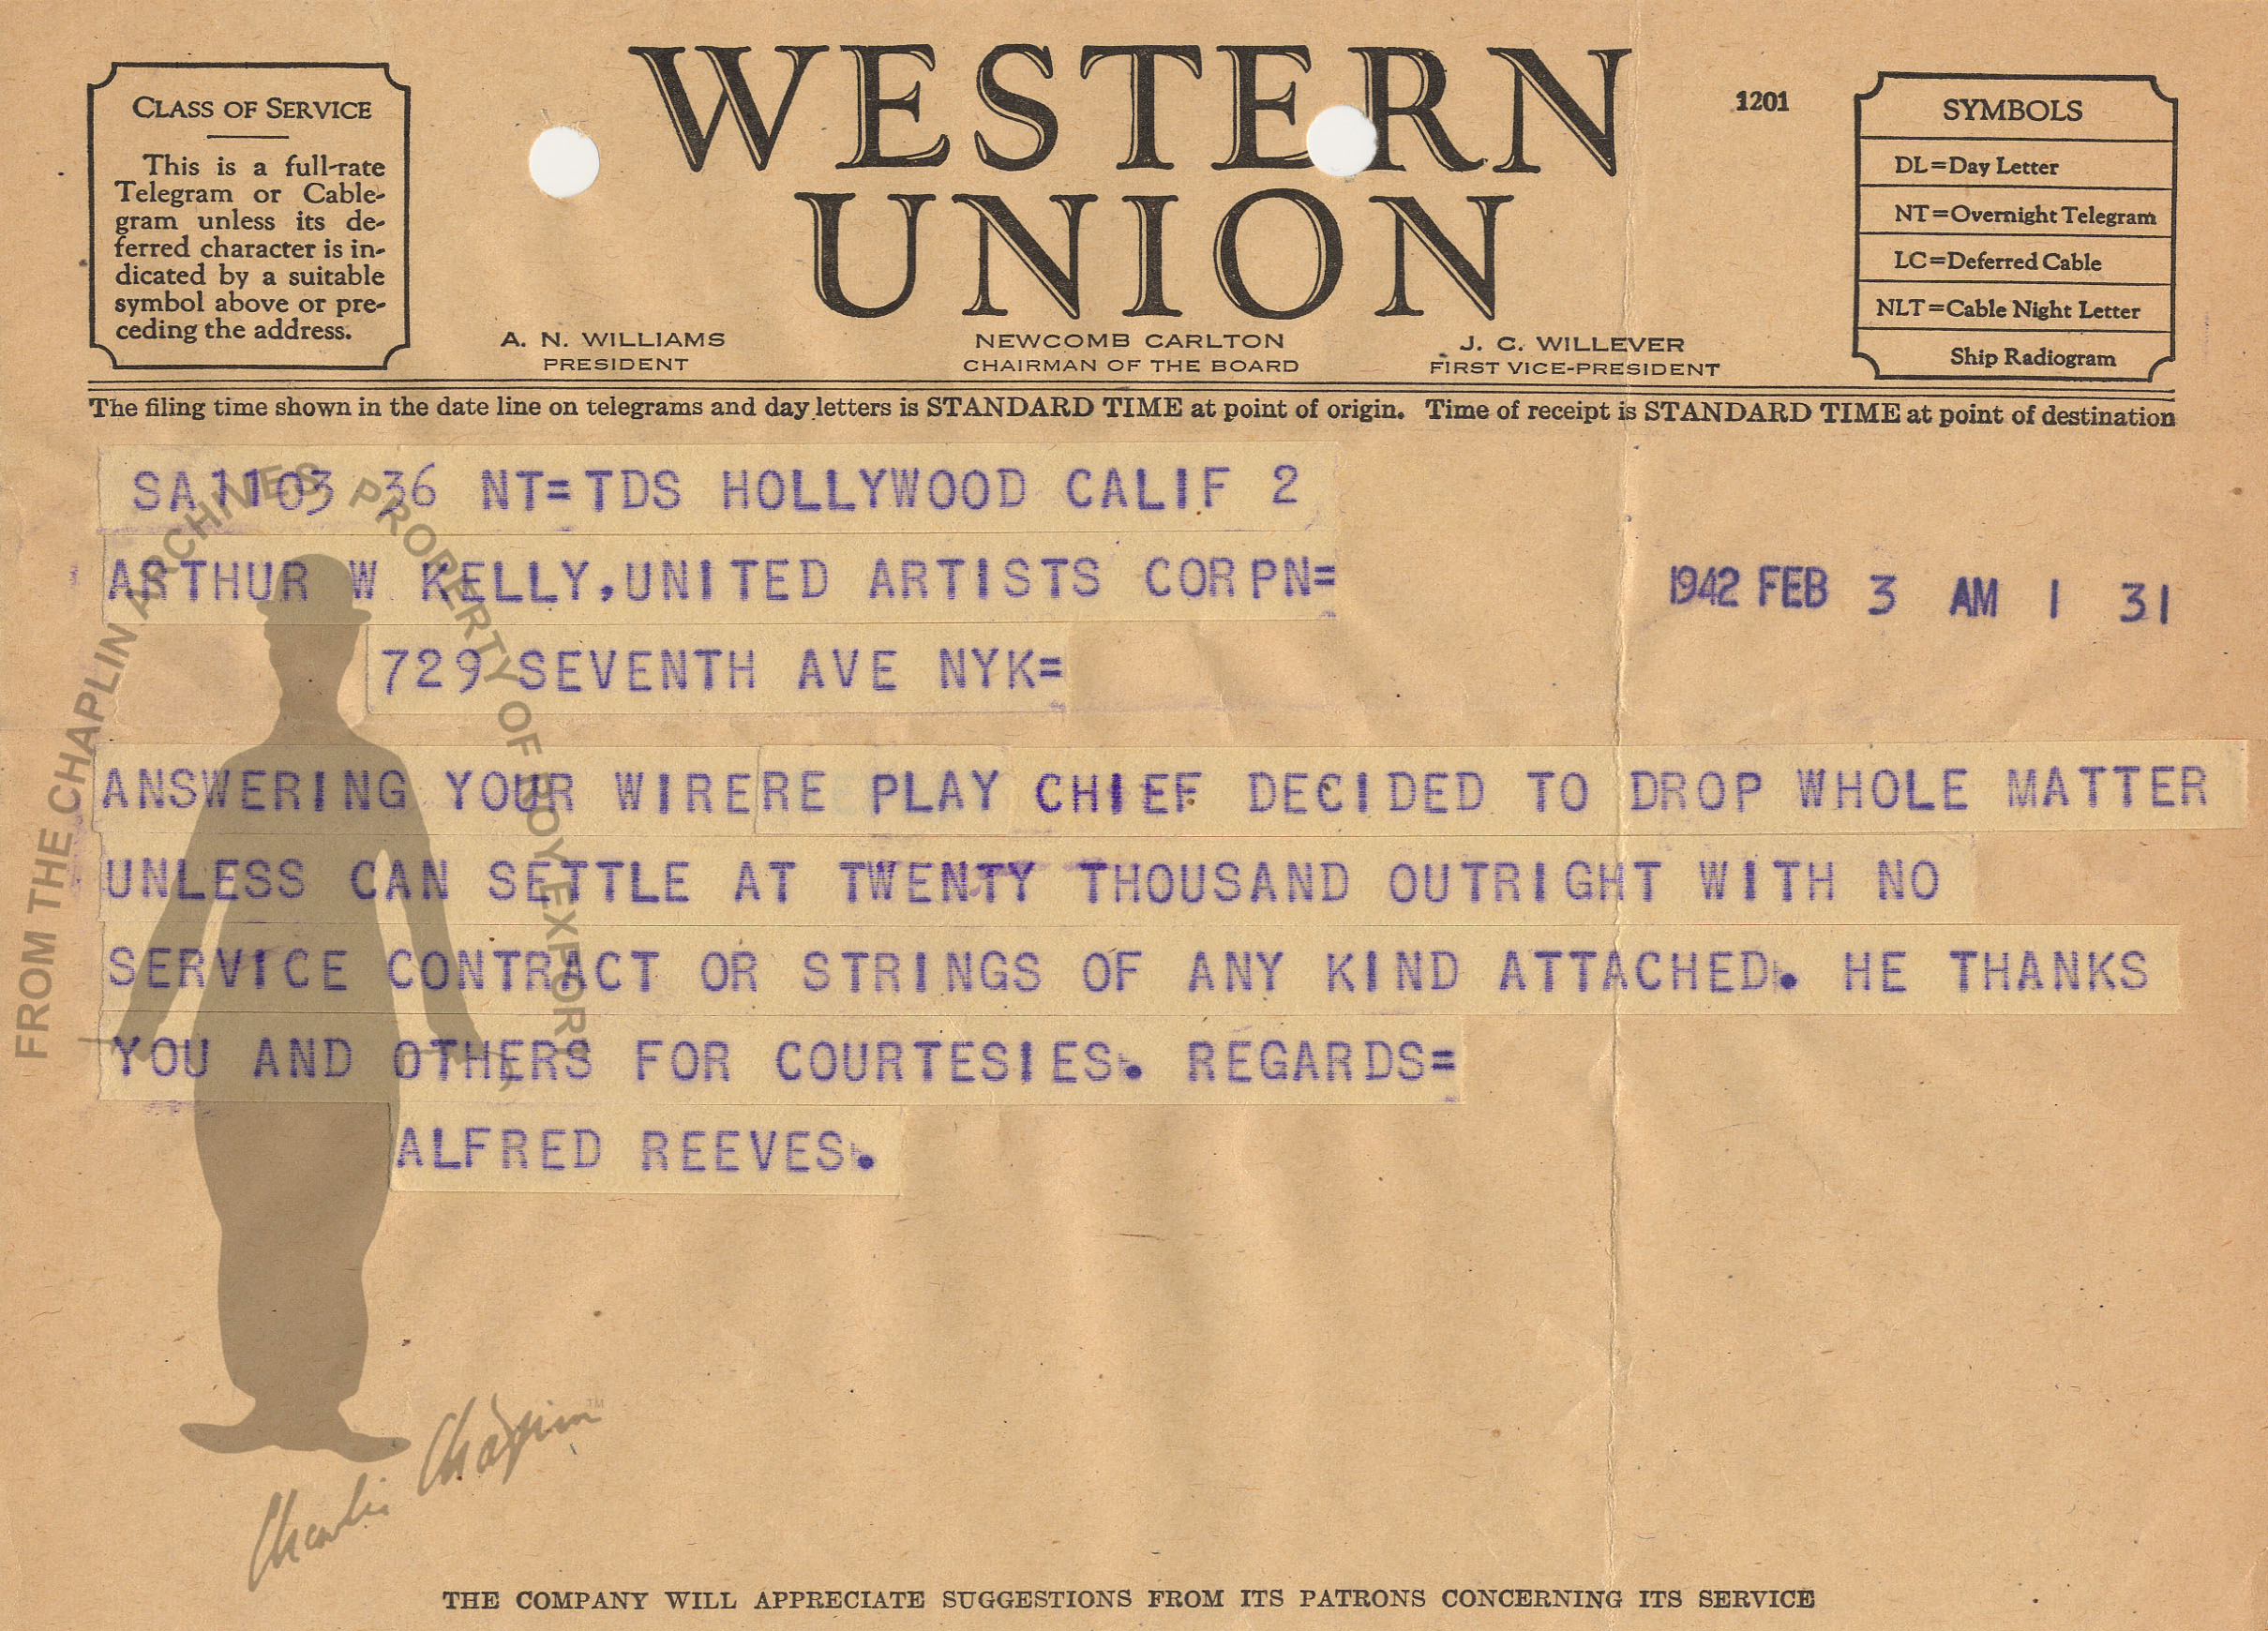 WESTERN
UNION
1201
CLASS OF SERVICE
This is a full-rate
Telegram or Cable-
gram unless its de-
ferred character is in-
dicated by a suitable
symbol above or pre-
ceding the address.
A. N. WILLIAMS
PRESIDENT
NEWCOMB CARLTON
CHAIRMAN OF THE BOARD
J. C. WILLEVER
FIRST VICE-PRESIDENT
SYMBOLS
DL=Day Letter
NT=Overnight Telegram
LC=Deferred Cable
NLT=Cable Night Letter
Ship Radiogram
The filing time shown in the date line on telegrams and day letters is STANDARD TIME at point of origin. Time of receipt is STANDARD TIME at point of destination
SA1103 36 NT=TDS HOLLYWOOD CALIF 2
ARTHUR W KELLY,UNITED ARTISTS CORPN=
1942 FEB 3 AM 1 31
729 SEVENTH AVE NYK=
ANSWERING YOUR WIRERE PLAY CHIEF DECIDED TO DROP WHOLE MATTER
UNLESS CAN SETTLE AT TWENTY THOUSAND OUTRIGHT WITH NO
SERVICE CONTRACT OR STRINGS OF ANY KIND ATTACHED. HE THANKS
YOU AND OTHERS FOR COURTESIES. REGARDS=
ALFRED REEVES.
FROM THE CHAPLIN ARCHIVES, PROPERTY OF ROY EXPORT
Charlie Chaplin™
THE COMPANY WILL APPRECIATE SUGGESTIONS FROM ITS PATRONS CONCERNING ITS SERVICE